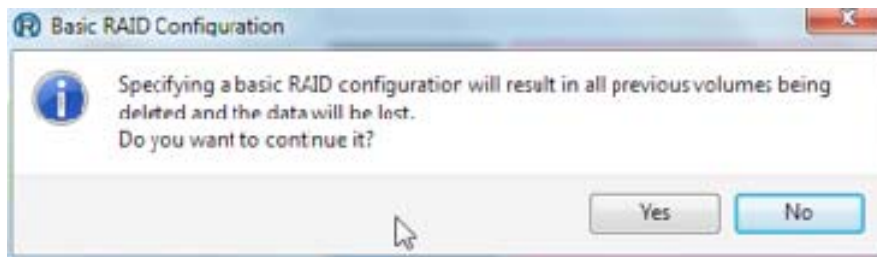 Basic RAID Configuration
Specifying a basic RAID configuration will result in all previous volumes being
deleted and the data will be lost.
Do you want to continue it?
Yes No